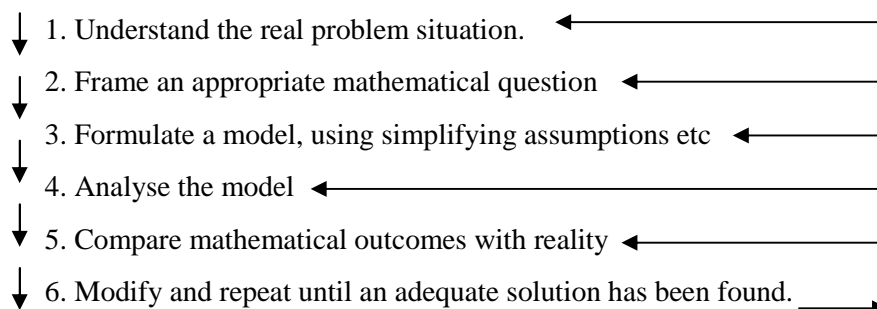 1. Understand the real problem situation.
2. Frame an appropriate mathematical question
3. Formulate a model, using simplifying assumptions etc
4. Analyse the model
5. Compare mathematical outcomes with reality
6. Modify and repeat until an adequate solution has been found.